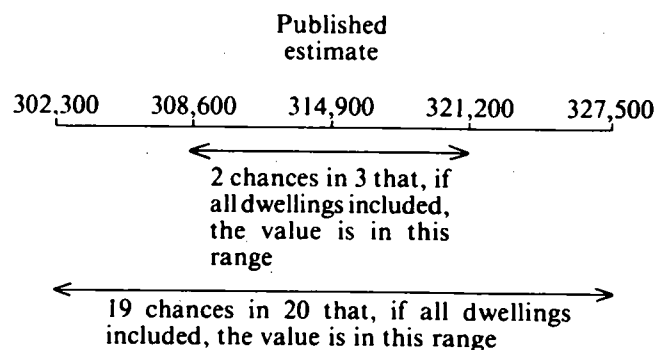 Published
estimate
302,300 308,600 314,900 321,200 327,500
2 chances in 3 that, if
all dwellings included,
the value is in this
range
19 chances in 20 that, if all dwellings
included, the value is in this range